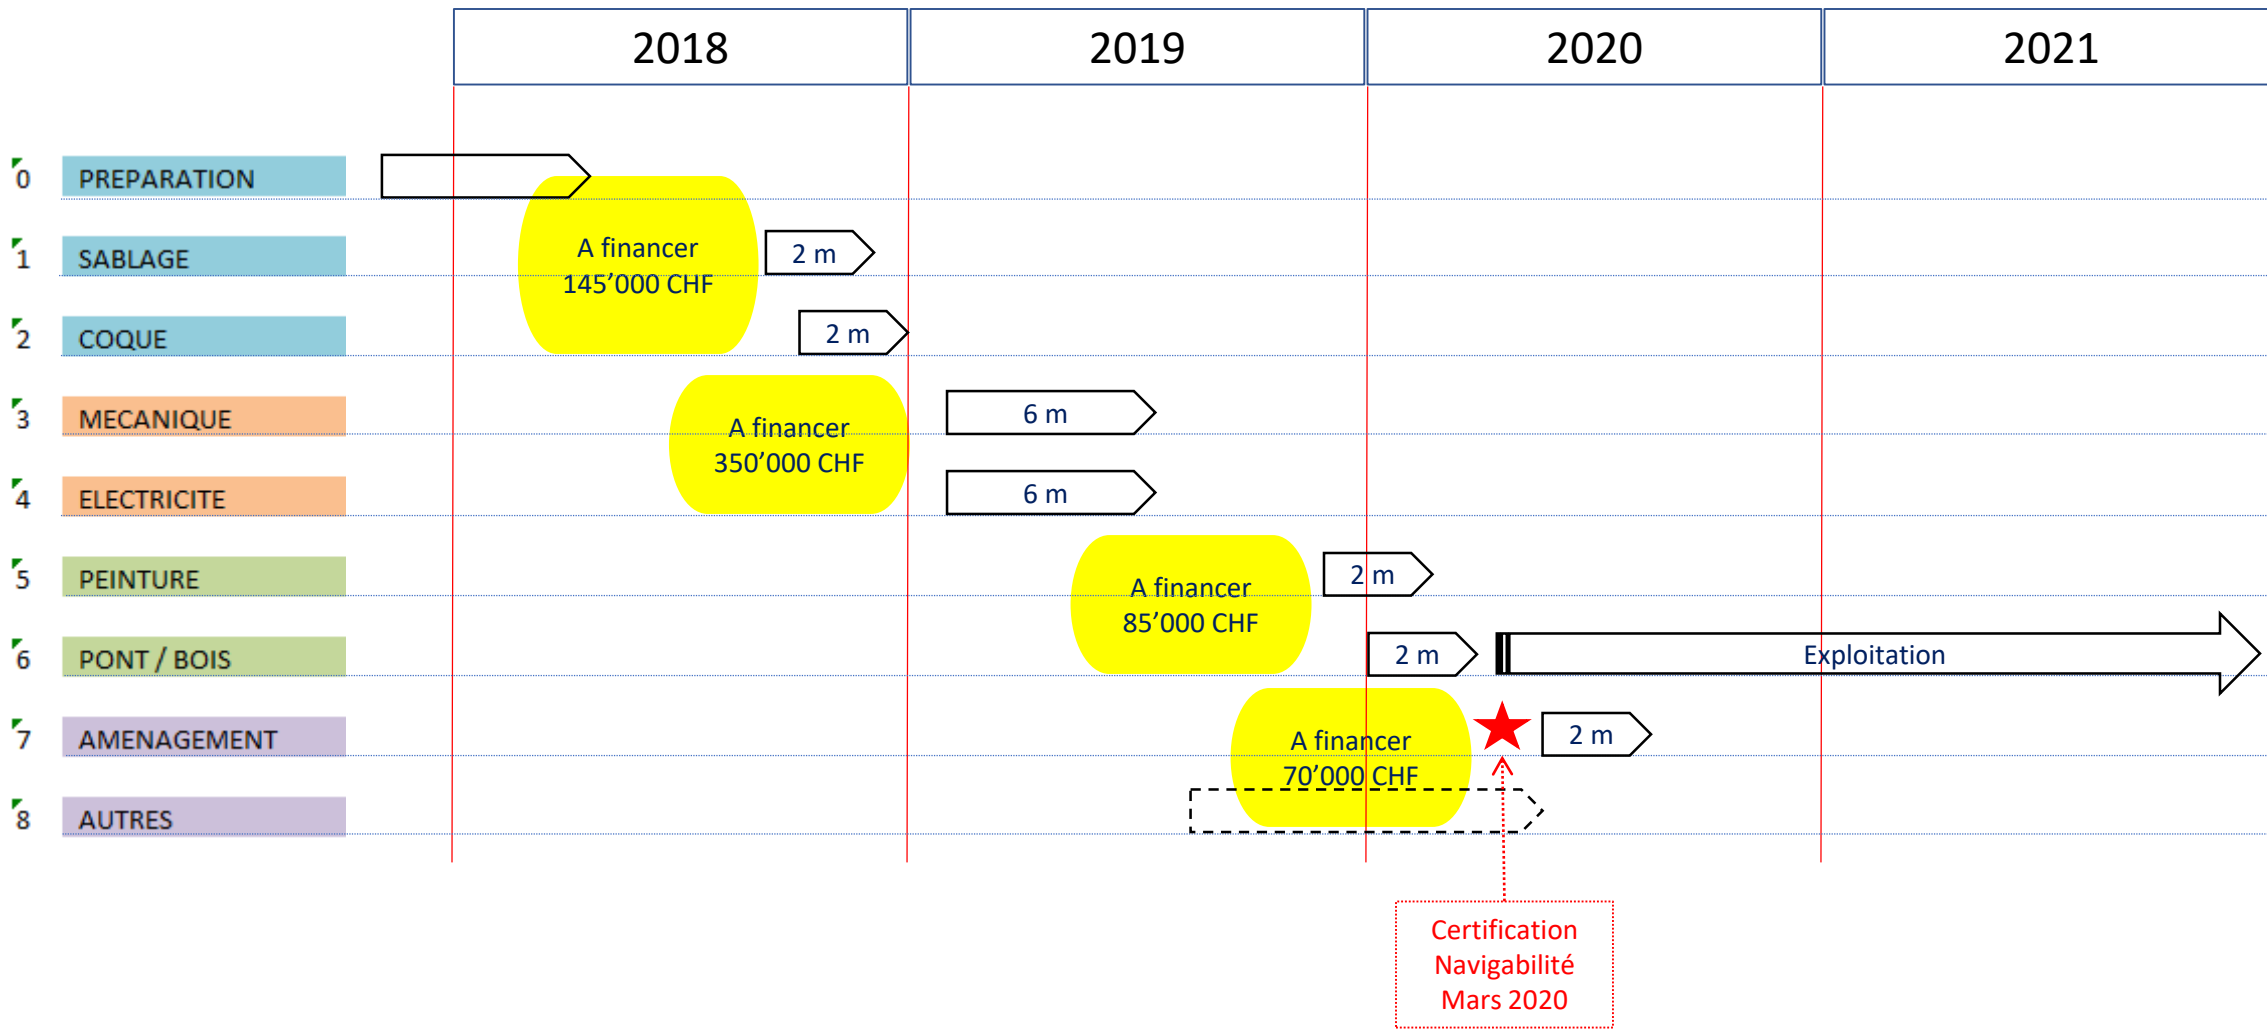 2018 2019 2020 2021
0 PREPARATION
A financer
145’000 CHF
1 SABLAGE 2 m
2 COQUE 2 m
A financer
350’000 CHF
3 MECANIQUE 6 m
4 ELECTRICITE 6 m
A financer
85’000 CHF
5 PEINTURE 2 m
6 PONT / BOIS 2 m Exploitation
A financer
70’000 CHF
7 AMENAGEMENT 2 m
8 AUTRES
Certification
Navigabilité
Mars 2020